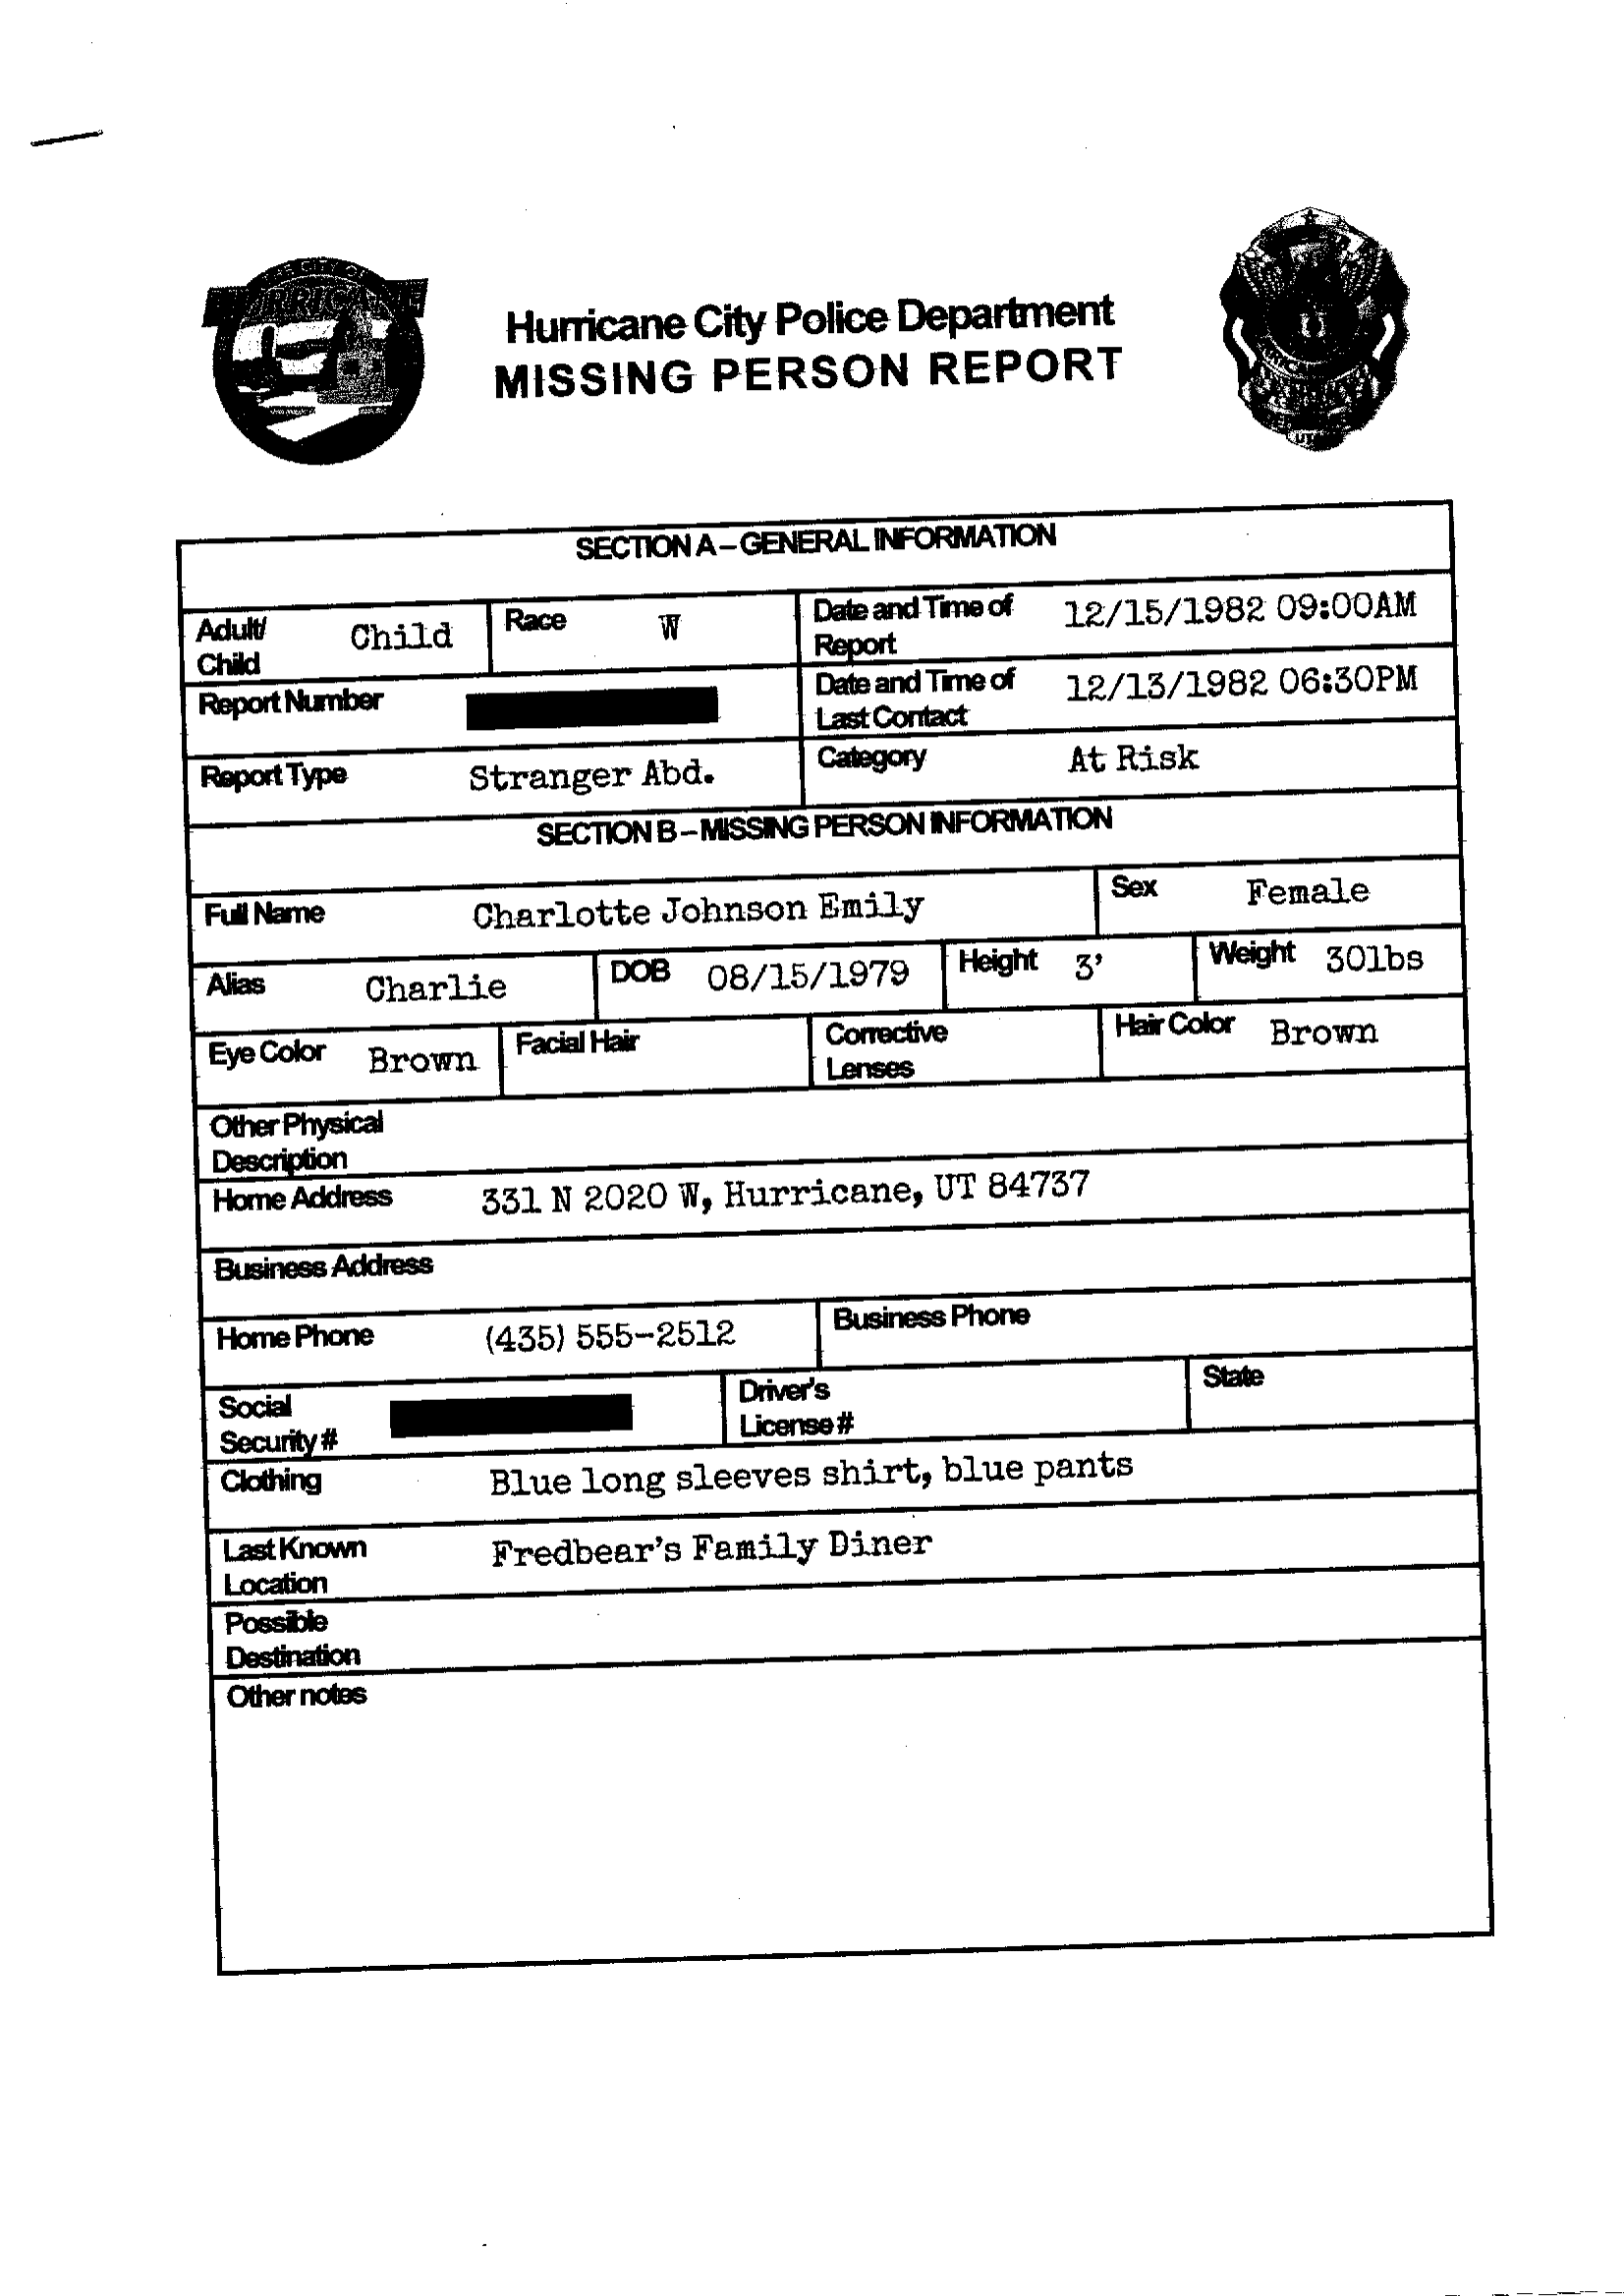 THE CITY OF
HURRICANE
Hurricane City Police Department
MISSING PERSON REPORT
UTAH
SECTION A – GENERAL INFORMATION
Adult/ Child Child Race W Date and Time of Report 12/15/1982 09:00AM
Report Number Date and Time of Last Contact 12/13/1982 06:30PM
Report Type Stranger Abd. Category At Risk
SECTION B – MISSING PERSON INFORMATION
Full Name Charlotte Johnson Emily Sex Female
Alias Charlie DOB 08/15/1979 Height 3' Weight 30lbs
Eye Color Brown Facial Hair Corrective Lenses Hair Color Brown
Other Physical Description
Home Address 331 N 2020 W, Hurricane, UT 84737
Business Address
Home Phone (435) 555-2512 Business Phone
Social Security # Driver's License # State
Clothing Blue long sleeves shirt, blue pants
Last Known Location Fredbear's Family Diner
Possible Destination
Other notes